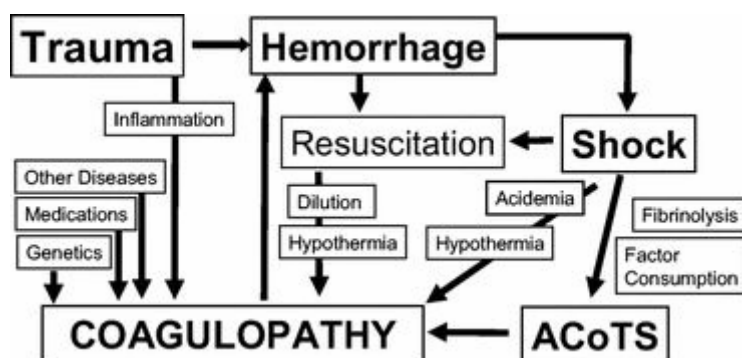 Trauma
Hemorrhage
Inflammation
Resuscitation
Shock
Other Diseases
Medications
Genetics
Dilution
Hypothermia
Acidemia
Hypothermia
Fibrinolysis
Factor
Consumption
COAGULOPATHY
ACoTS